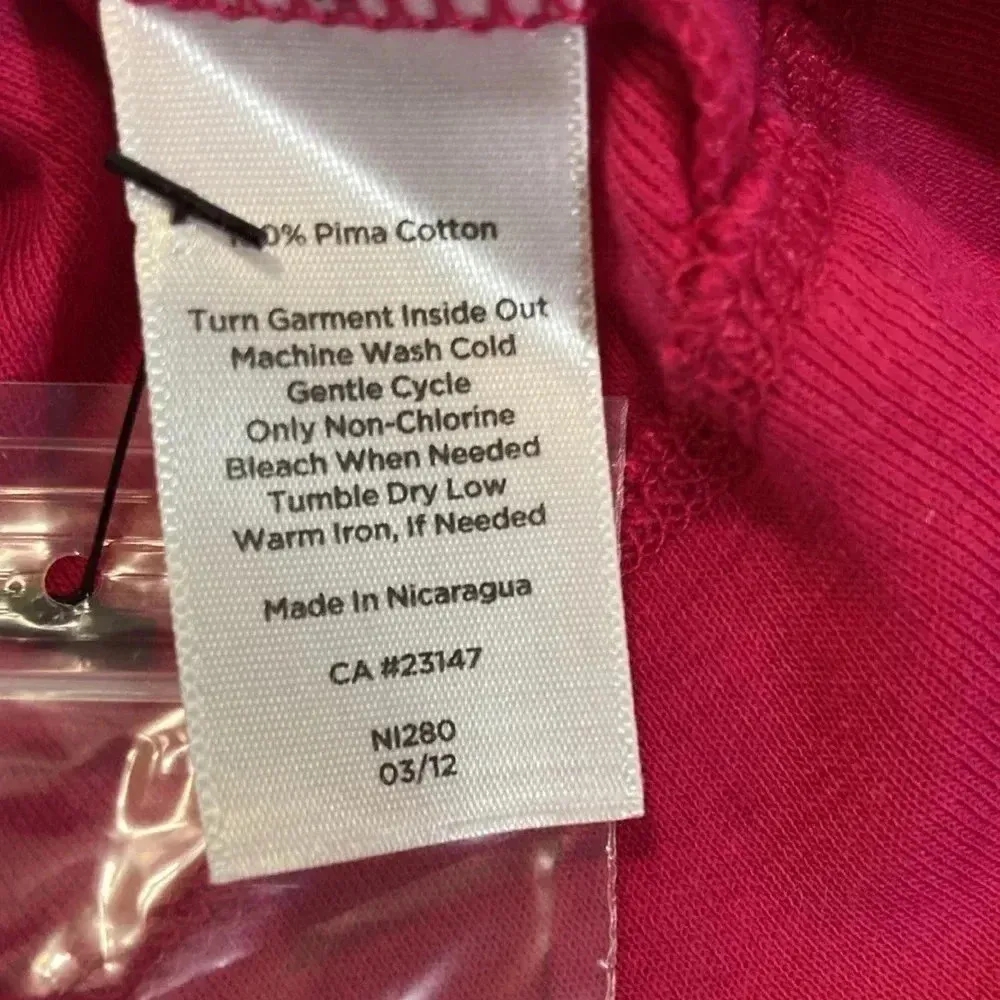 100% Pima Cotton
Turn Garment Inside Out
Machine Wash Cold
Gentle Cycle
Only Non-Chlorine
Bleach When Needed
Tumble Dry Low
Warm Iron, If Needed
Made In Nicaragua
CA #23147
NI280
03/12